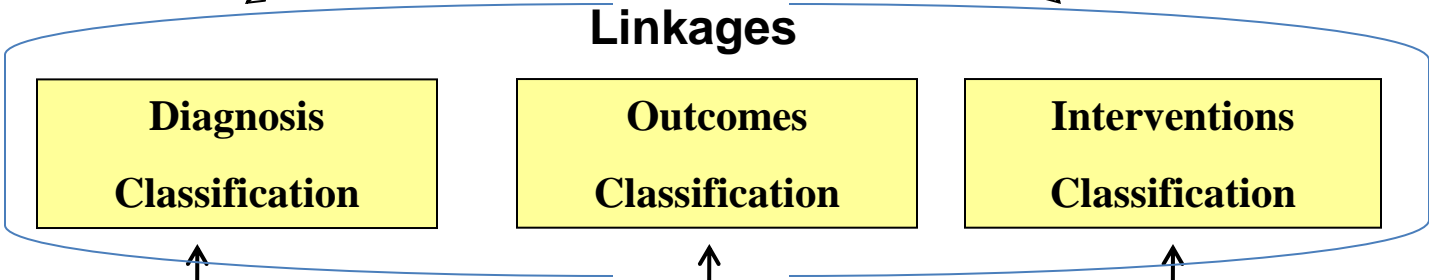 Linkages
Diagnosis
Classification
Outcomes
Classification
Interventions
Classification